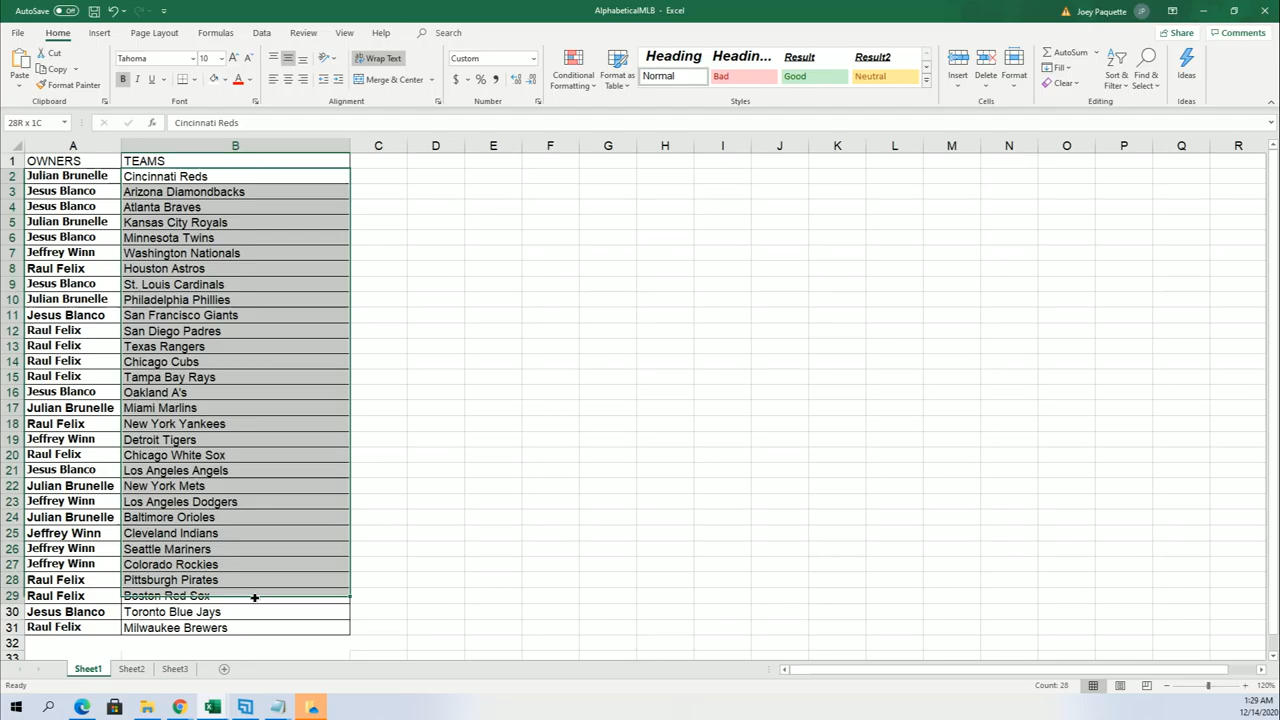 AutoSave Off AlphabeticalMLB - Excel Joey Paquette JP
File Home Insert Page Layout Formulas Data Review View Help Search Share Comments
Paste Cut Copy Format Painter Clipboard
Tahoma 10 A A B I U A Font
Wrap Text Merge & Center Alignment
Custom $ % , Number
Conditional Formatting Format as Table
Heading Headin... Result Result2
Normal Bad Good Neutral
Styles
Insert Delete Format Cells
AutoSum Fill Clear Sort & Filter Find & Select Editing
Ideas Ideas
28R x 1C fx Cincinnati Reds
A B C D E F G H I J K L M N O P Q R
1 OWNERS TEAMS
2 Julian Brunelle Cincinnati Reds
3 Jesus Blanco Arizona Diamondbacks
4 Jesus Blanco Atlanta Braves
5 Julian Brunelle Kansas City Royals
6 Jesus Blanco Minnesota Twins
7 Jeffrey Winn Washington Nationals
8 Raul Felix Houston Astros
9 Jesus Blanco St. Louis Cardinals
10 Julian Brunelle Philadelphia Phillies
11 Jesus Blanco San Francisco Giants
12 Raul Felix San Diego Padres
13 Raul Felix Texas Rangers
14 Raul Felix Chicago Cubs
15 Raul Felix Tampa Bay Rays
16 Jesus Blanco Oakland A's
17 Julian Brunelle Miami Marlins
18 Raul Felix New York Yankees
19 Jeffrey Winn Detroit Tigers
20 Raul Felix Chicago White Sox
21 Jesus Blanco Los Angeles Angels
22 Julian Brunelle New York Mets
23 Jeffrey Winn Los Angeles Dodgers
24 Julian Brunelle Baltimore Orioles
25 Jeffrey Winn Cleveland Indians
26 Jeffrey Winn Seattle Mariners
27 Jeffrey Winn Colorado Rockies
28 Raul Felix Pittsburgh Pirates
29 Raul Felix Boston Red Sox
30 Jesus Blanco Toronto Blue Jays
31 Raul Felix Milwaukee Brewers
32
33
Sheet1 Sheet2 Sheet3
Ready Count: 28 120%
1:29 AM
12/14/2020